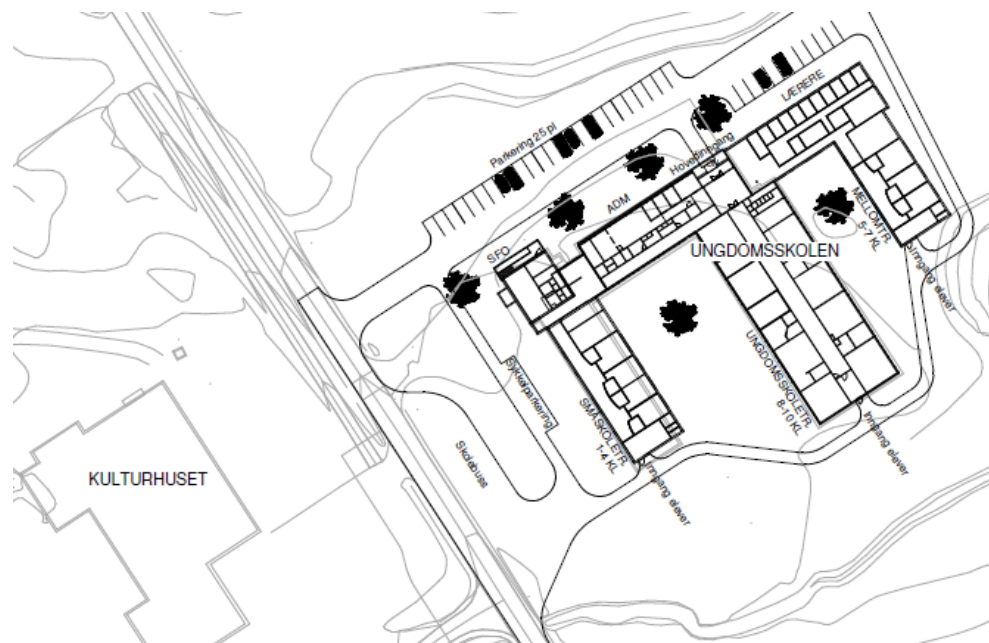 LÆRERE
Parkering 25 pl
Hovedinngang
ADM
MELLOMTR.
5-7 KL
SFO
UNGDOMSSKOLEN
Inngang elever
Sykkelparkering
SMÅSKOLETR.
1-4 KL
UNGDOMSSKOLETR.
8-10 KL
Inngang elever
Skolebuss
KULTURHUSET
Inngang elever